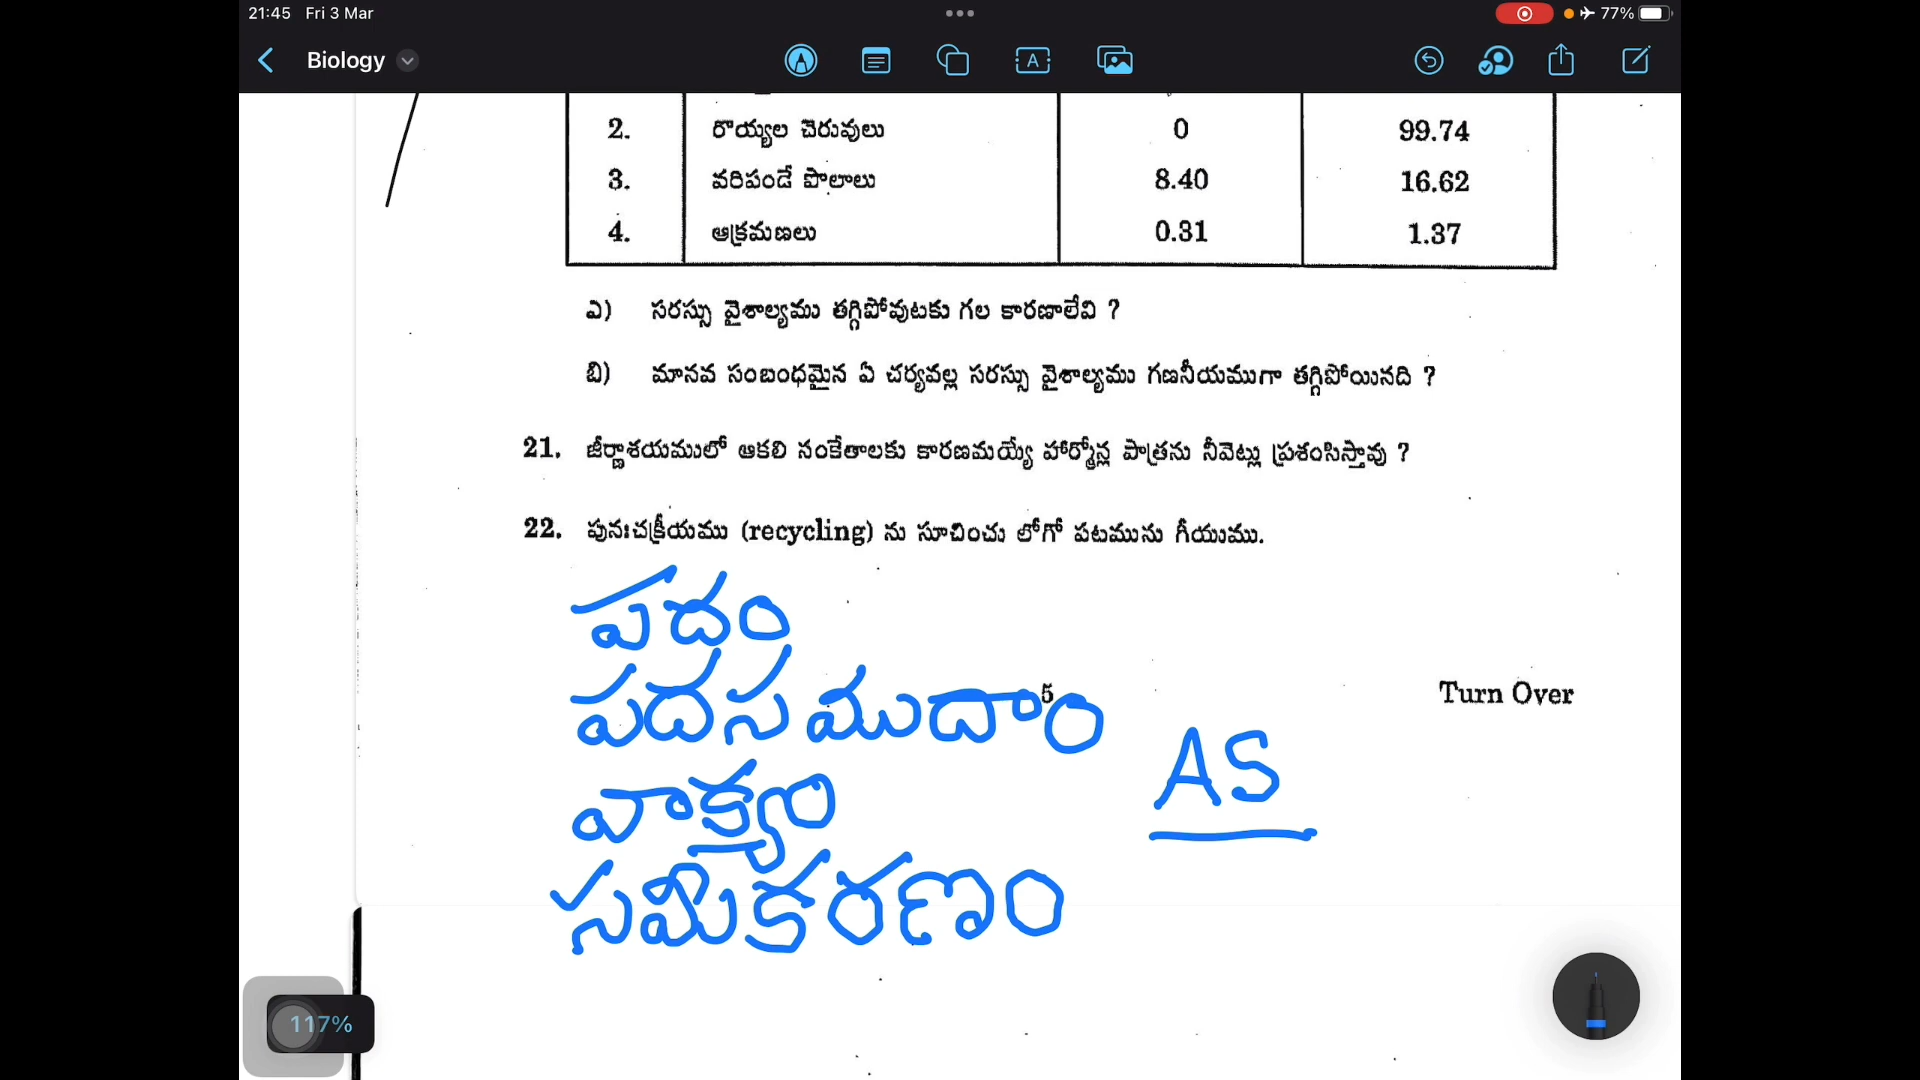 21:45 Fri 3 Mar 77%
Biology
2. రొయ్యల చెరువులు 0 99.74
3. వరిపండే పొలాలు 8.40 16.62
4. ఆక్రమణలు 0.31 1.37
ఎ) సరస్సు వైశాల్యము తగ్గిపోవుటకు గల కారణాలేవి ?
బి) మానవ సంబంధమైన ఏ చర్యవల్ల సరస్సు వైశాల్యము గణనీయముగా తగ్గిపోయినది ?
21. జీర్ణాశయములో ఆకలి సంకేతాలకు కారణమయ్యే హార్మోన్ల పాత్రను నీవెట్లు ప్రశంసిస్తావు ?
22. పునఃచక్రీయము (recycling) ను సూచించు లోగో పటమును గీయుము.
పదం
5 Turn Over
పదసముదాం
AS
వాక్యం
సమీకరణం
117%